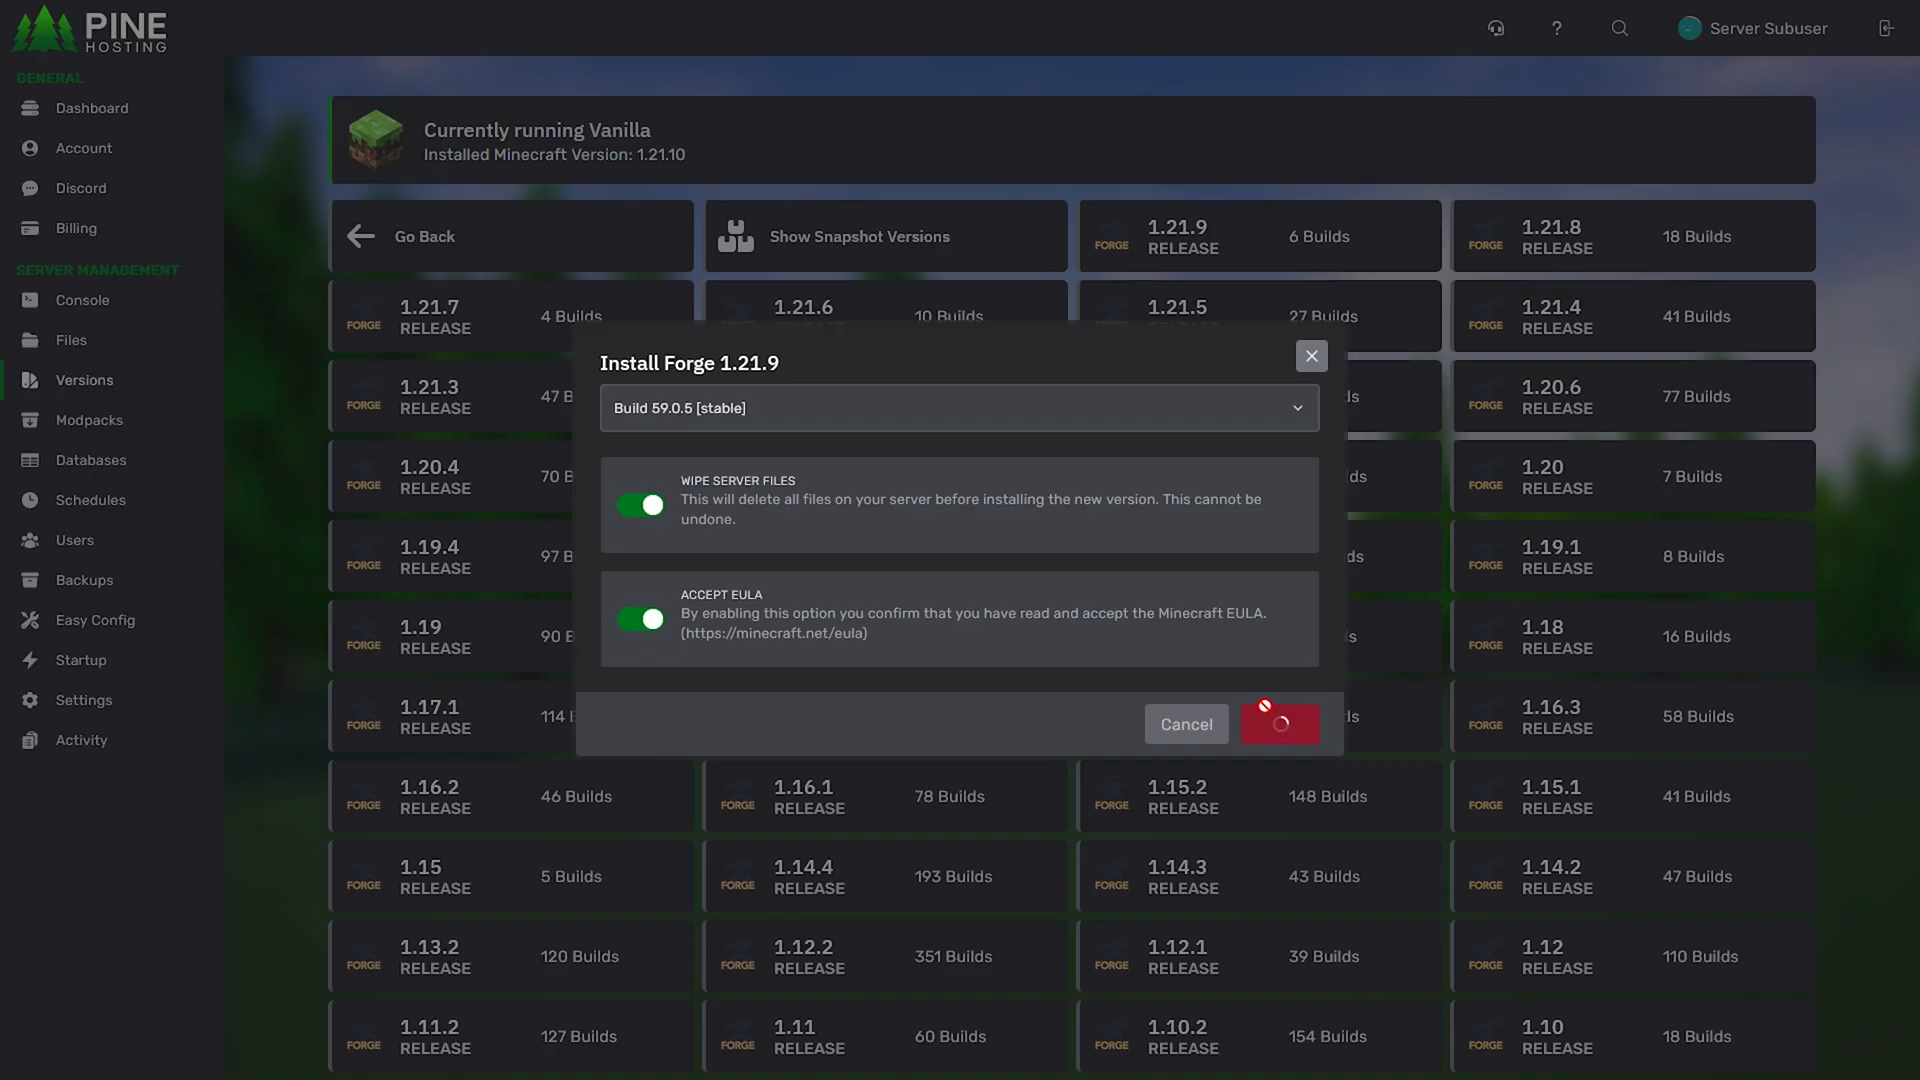 PINE
HOSTING
Server Subuser
GENERAL
Dashboard
Account
Discord
Billing
SERVER MANAGEMENT
Console
Files
Versions
Modpacks
Databases
Schedules
Users
Backups
Easy Config
Startup
Settings
Activity
Currently running Vanilla
Installed Minecraft Version: 1.21.10
Go Back
Show Snapshot Versions
FORGE 1.21.9 RELEASE 6 Builds
FORGE 1.21.8 RELEASE 18 Builds
FORGE 1.21.7 RELEASE 4 Builds
1.21.6 10 Builds
1.21.5 27 Builds
FORGE 1.21.4 RELEASE 41 Builds
FORGE 1.21.3 RELEASE 47 B
FORGE 1.20.6 RELEASE 77 Builds
FORGE 1.20.4 RELEASE 70 B
FORGE 1.20 RELEASE 7 Builds
FORGE 1.19.4 RELEASE 97 B
FORGE 1.19.1 RELEASE 8 Builds
FORGE 1.19 RELEASE 90 B
FORGE 1.18 RELEASE 16 Builds
FORGE 1.17.1 RELEASE 114
FORGE 1.16.3 RELEASE 58 Builds
Install Forge 1.21.9
Build 59.0.5 [stable]
WIPE SERVER FILES
This will delete all files on your server before installing the new version. This cannot be
undone.
ACCEPT EULA
By enabling this option you confirm that you have read and accept the Minecraft EULA.
(https://minecraft.net/eula)
Cancel
FORGE 1.16.2 RELEASE 46 Builds
FORGE 1.16.1 RELEASE 78 Builds
FORGE 1.15.2 RELEASE 148 Builds
FORGE 1.15.1 RELEASE 41 Builds
FORGE 1.15 RELEASE 5 Builds
FORGE 1.14.4 RELEASE 193 Builds
FORGE 1.14.3 RELEASE 43 Builds
FORGE 1.14.2 RELEASE 47 Builds
FORGE 1.13.2 RELEASE 120 Builds
FORGE 1.12.2 RELEASE 351 Builds
FORGE 1.12.1 RELEASE 39 Builds
FORGE 1.12 RELEASE 110 Builds
FORGE 1.11.2 RELEASE 127 Builds
FORGE 1.11 RELEASE 60 Builds
FORGE 1.10.2 RELEASE 154 Builds
FORGE 1.10 RELEASE 18 Builds